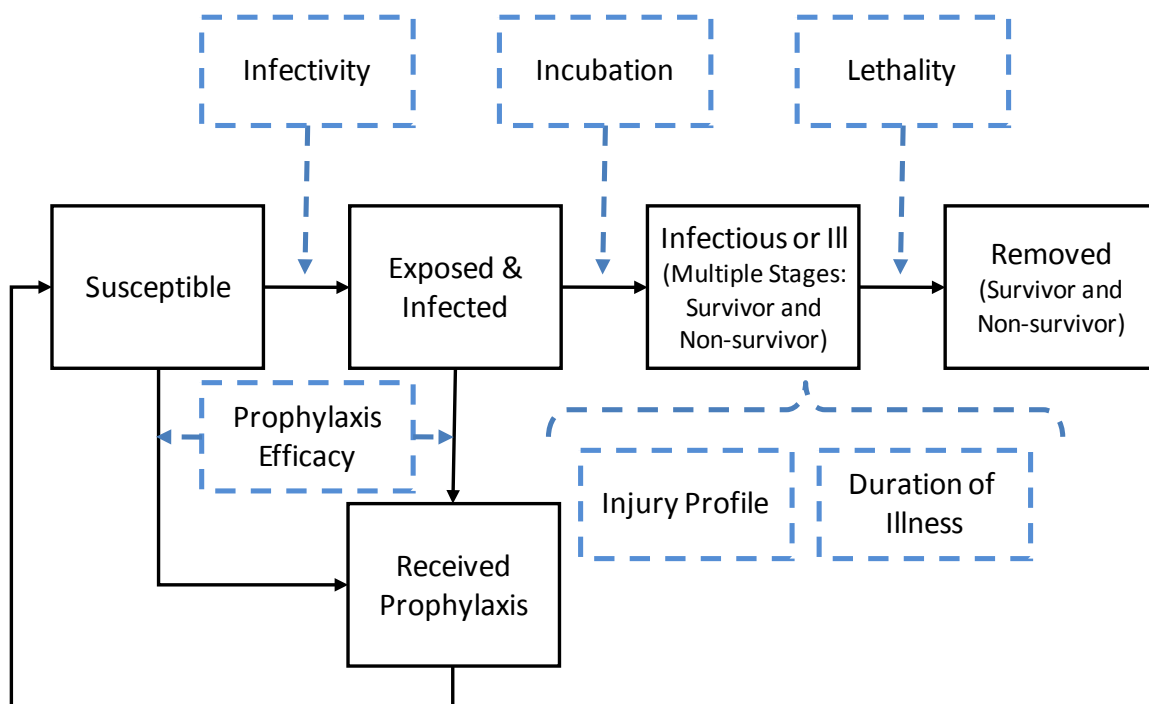 Infectivity
Incubation
Lethality
Susceptible
Exposed &
Infected
Infectious or Ill
(Multiple Stages:
Survivor and
Non-survivor)
Removed
(Survivor and
Non-survivor)
Prophylaxis
Efficacy
Injury Profile
Duration of
Illness
Received
Prophylaxis